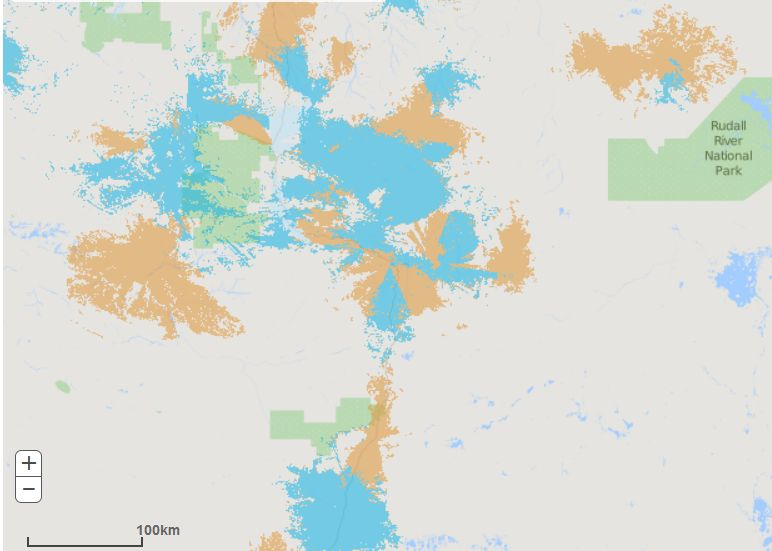 Rudall
River
National
Park
+
−
100km